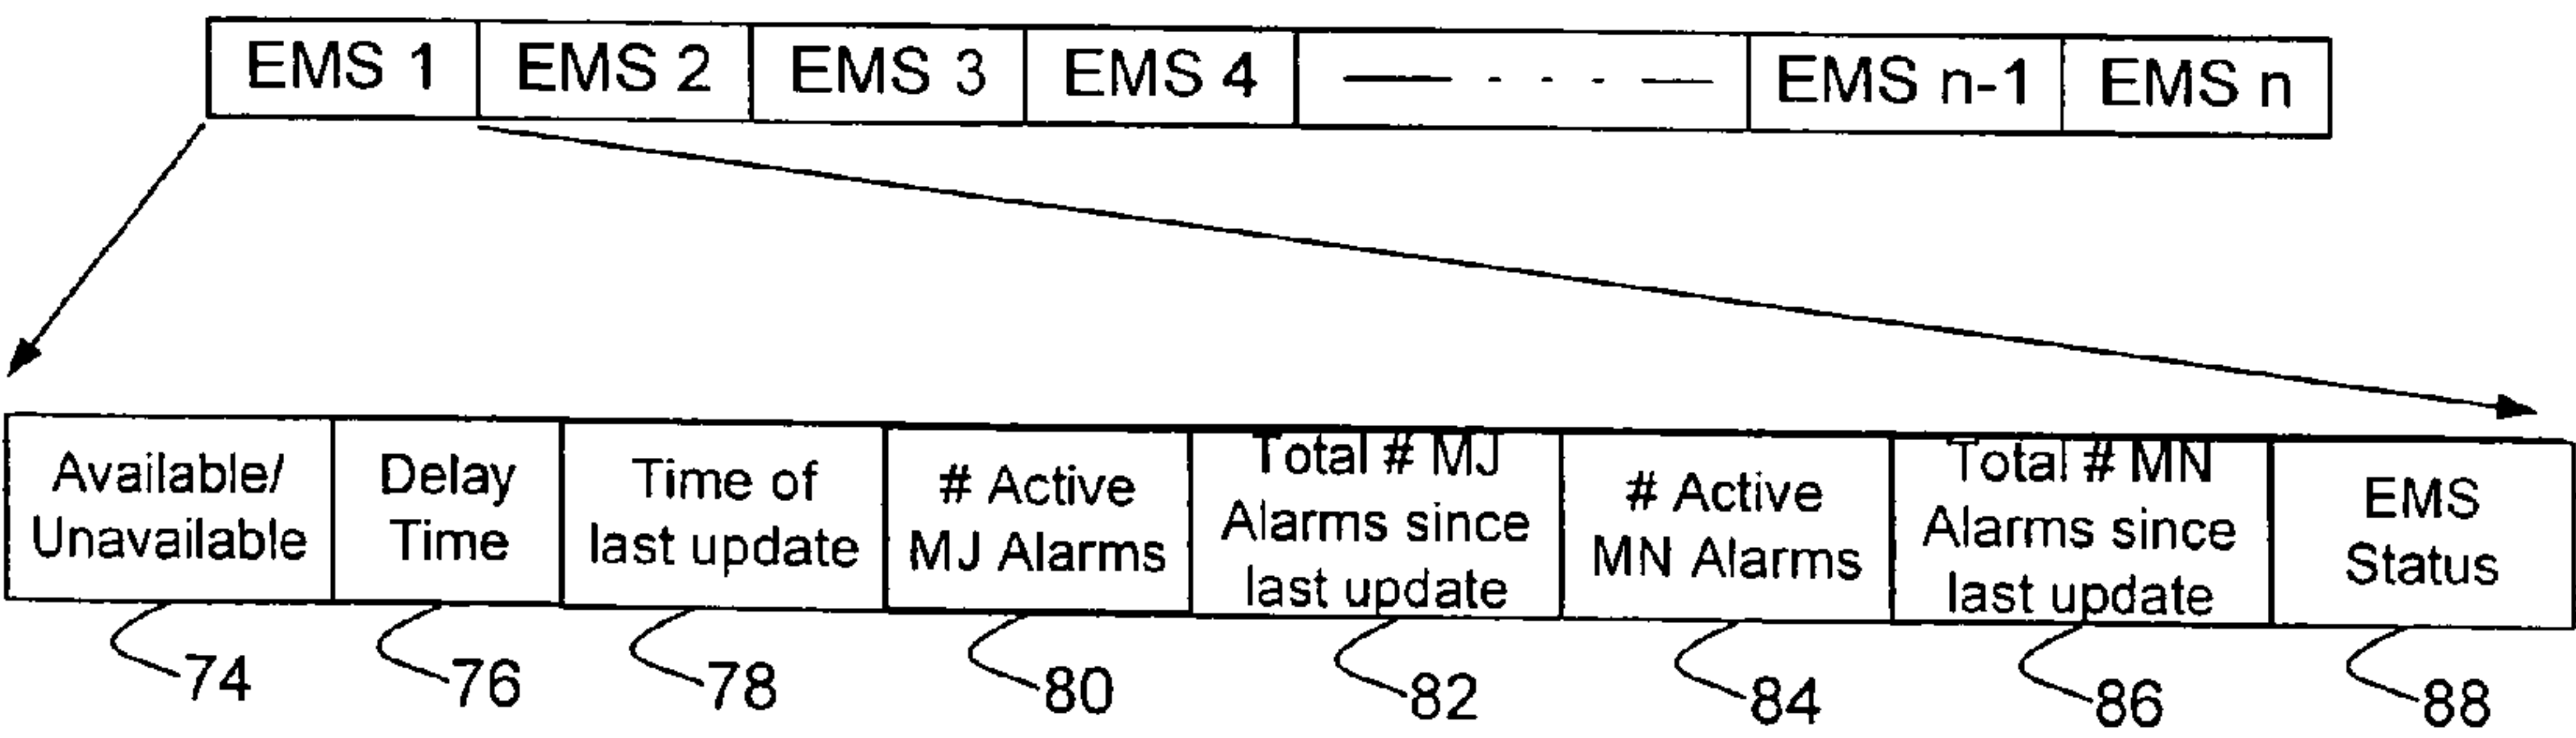 EMS 1 EMS 2 EMS 3 EMS 4 EMS n-1 EMS n
Available/
Unavailable
Delay
Time
Time of
last update
# Active
MJ Alarms
Total # MJ
Alarms since
last update
# Active
MN Alarms
Total # MN
Alarms since
last update
EMS
Status
74 76 78 80 82 84 86 88